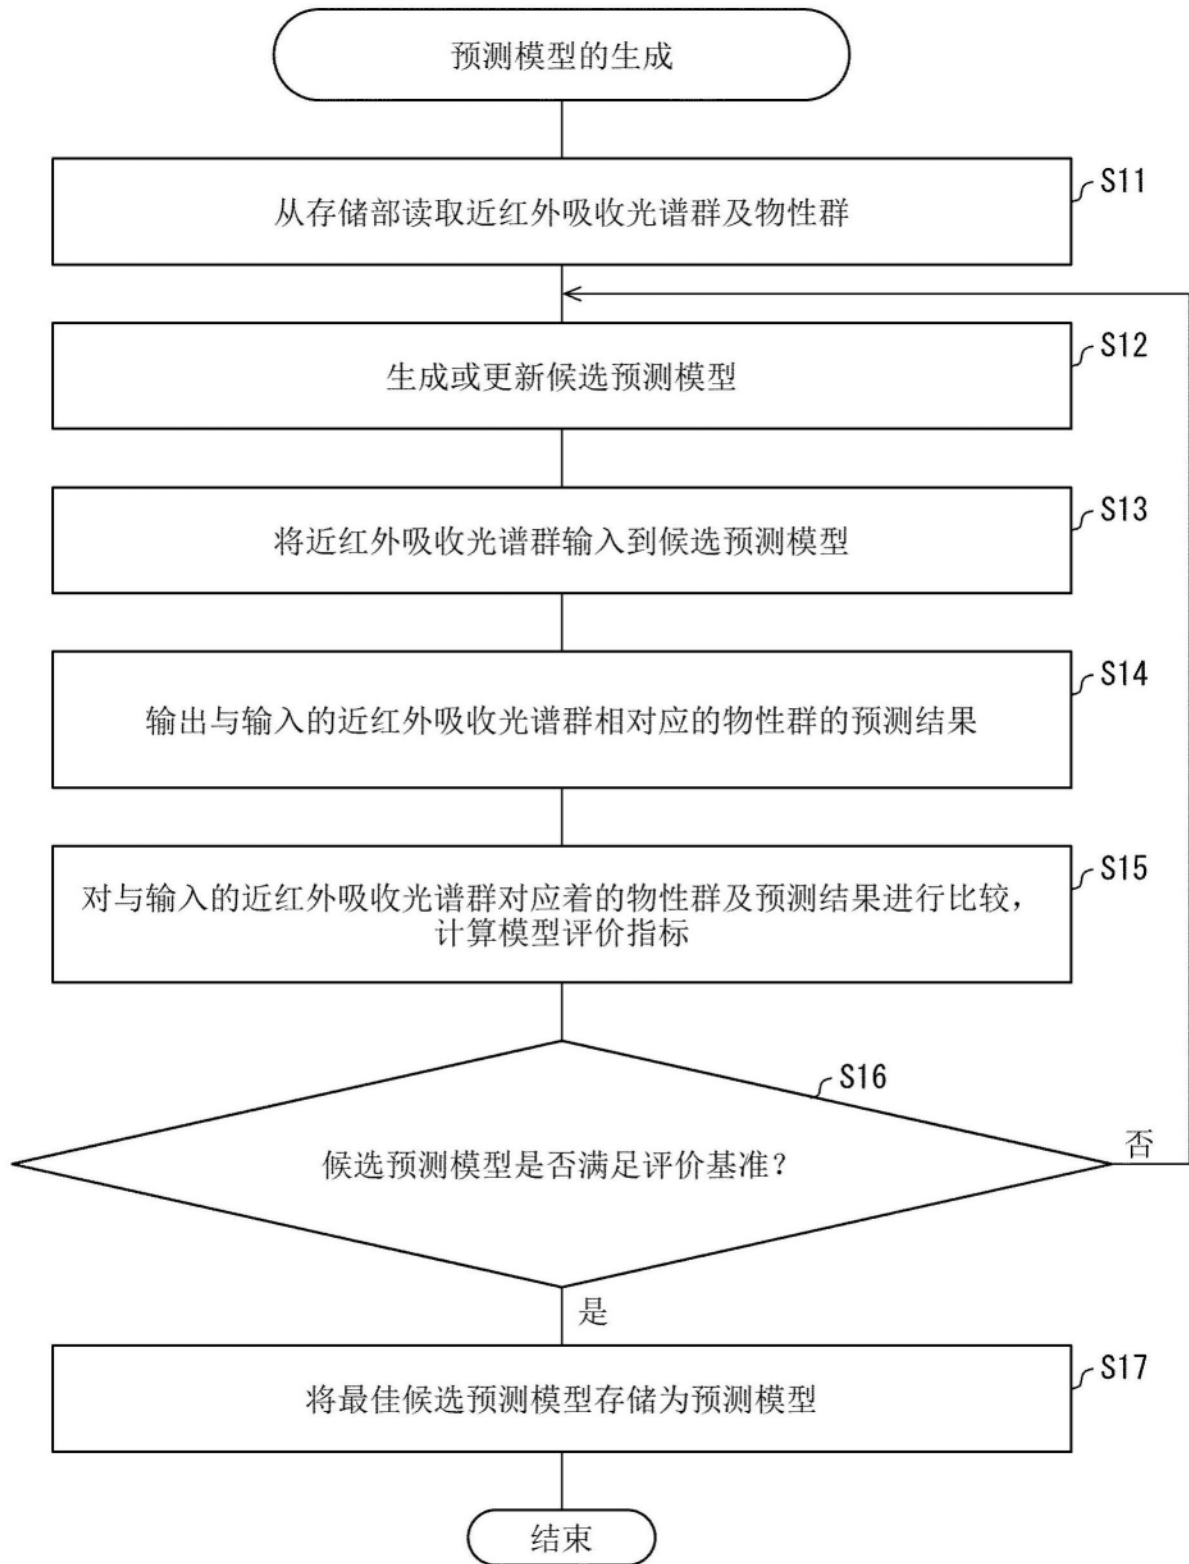 预测模型的生成
S11
从存储部读取近红外吸收光谱群及物性群
S12
生成或更新候选预测模型
S13
将近红外吸收光谱群输入到候选预测模型
S14
输出与输入的近红外吸收光谱群相对应的物性群的预测结果
S15
对与输入的近红外吸收光谱群对应着的物性群及预测结果进行比较，
计算模型评价指标
S16
候选预测模型是否满足评价基准？
否
是
S17
将最佳候选预测模型存储为预测模型
结束